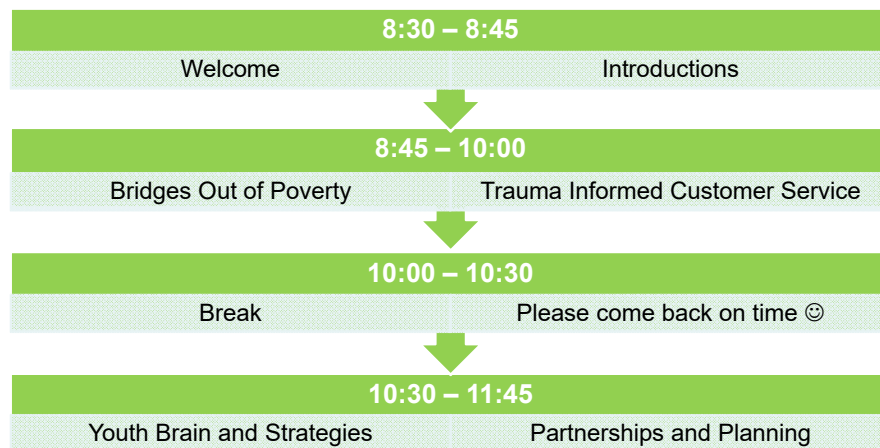 8:30 – 8:45
Welcome
Introductions
8:45 – 10:00
Bridges Out of Poverty
Trauma Informed Customer Service
10:00 – 10:30
Break
Please come back on time ☺
10:30 – 11:45
Youth Brain and Strategies
Partnerships and Planning